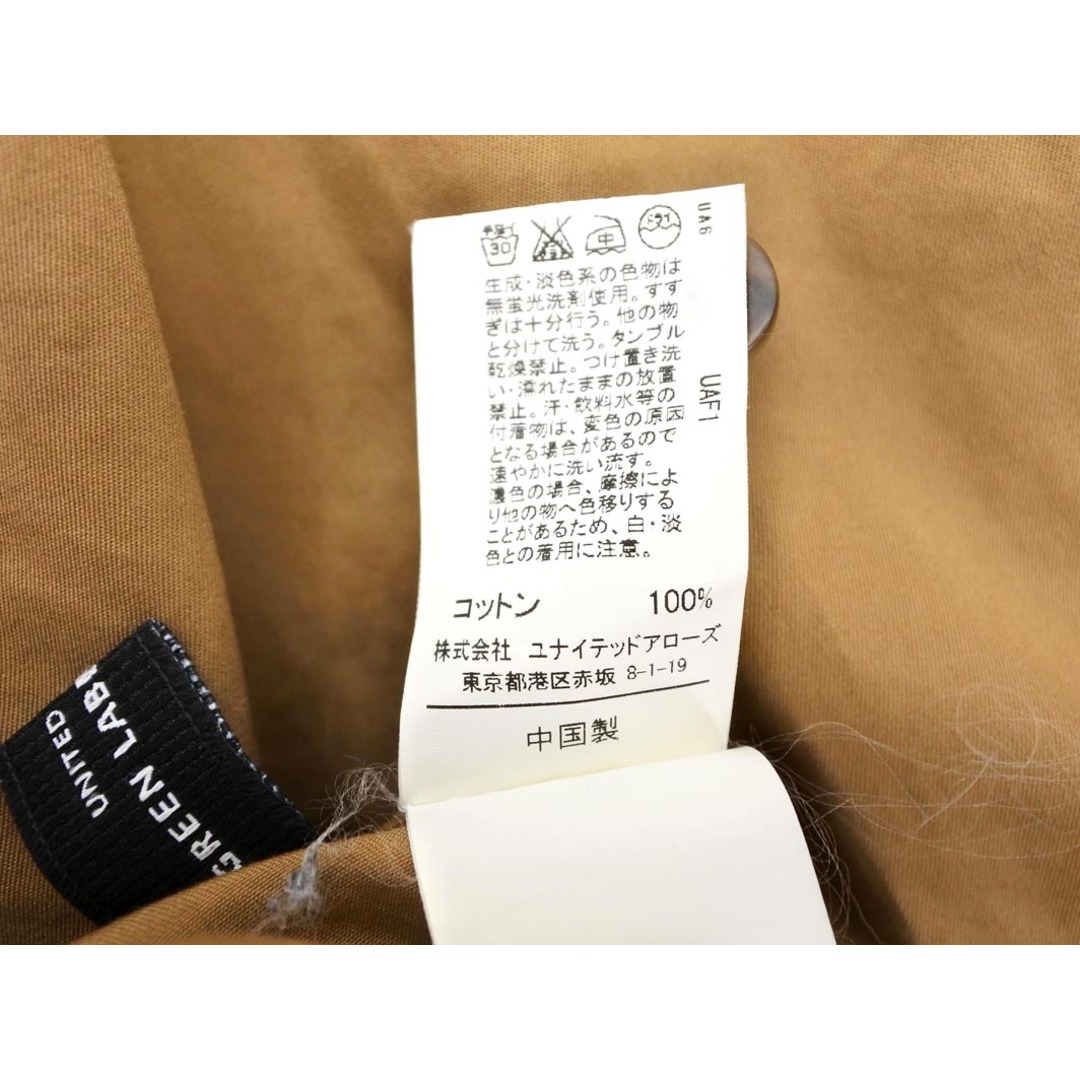 手洗イ
30
中
ドライ
生成・淡色系の色物は
無蛍光洗剤使用。すす
ぎは十分行う。他の物
と分けて洗う。タンブル
乾燥禁止。つけ置き洗
い・濡れたままの放置
禁止。汗・飲料水等の
付着物は、変色の原因
となる場合があるので
速やかに洗い流す。
濃色の場合、摩擦によ
り他の物へ色移りする
ことがあるため、白・淡
色との着用に注意。
コットン 100%
株式会社 ユナイテッドアローズ
東京都港区赤坂 8-1-19
中国製
UA6
UAF1
UNITED
GREEN LAB